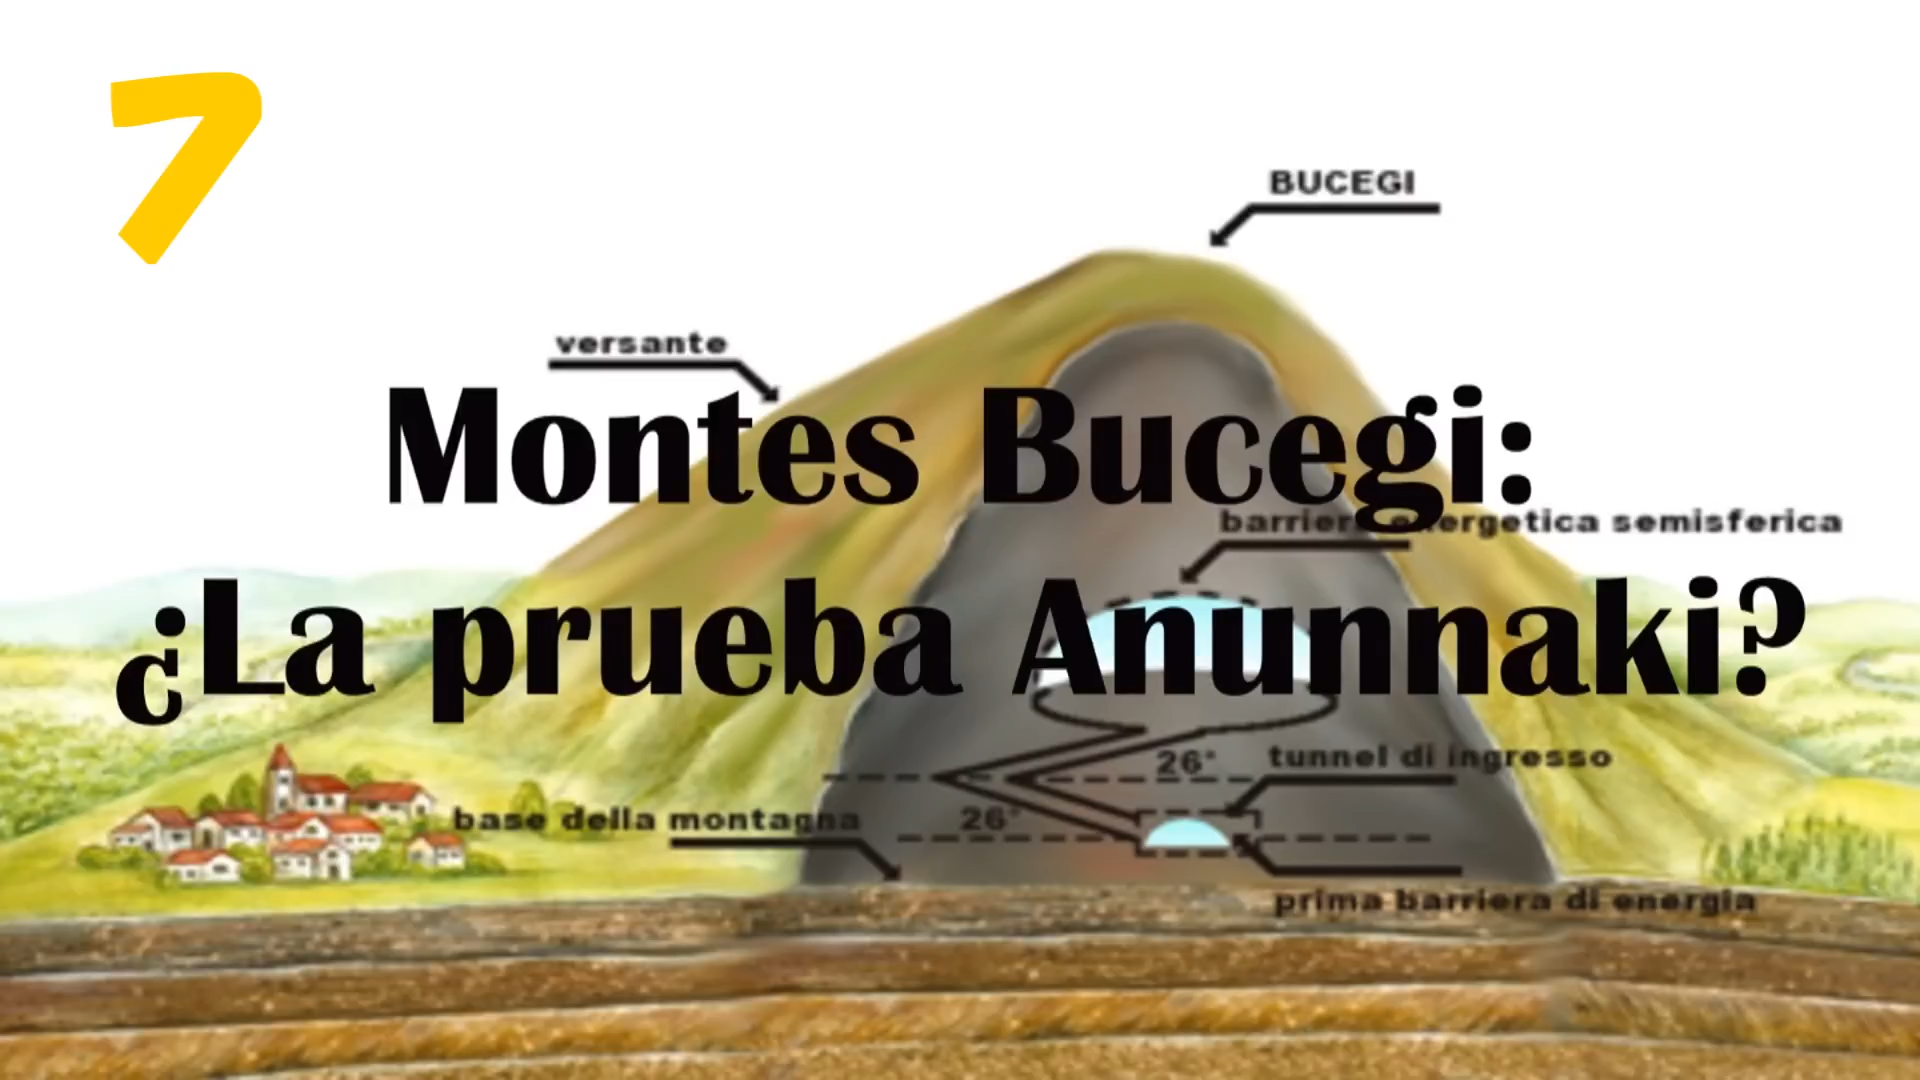 7
BUCEGI
versante
Montes Bucegi:
barriera energetica semisferica
¿La prueba Anunnaki?
26°
tunnel di ingresso
base della montagna
26°
prima barriera di energia